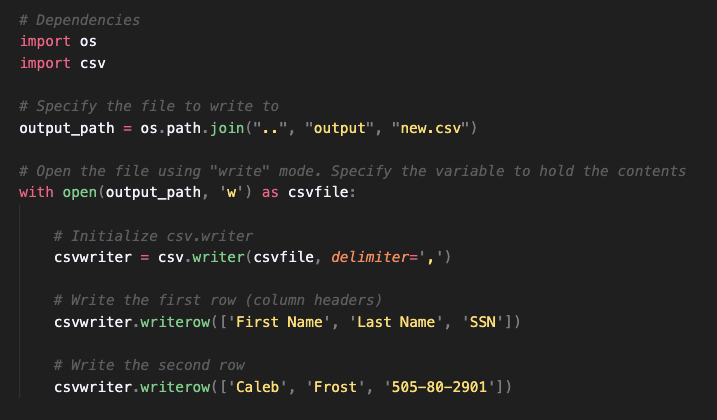 # Dependencies
import os
import csv
# Specify the file to write to
output_path = os.path.join("..", "output", "new.csv")
# Open the file using "write" mode. Specify the variable to hold the contents
with open(output_path, 'w') as csvfile:
# Initialize csv.writer
csvwriter = csv.writer(csvfile, delimiter=',')
# Write the first row (column headers)
csvwriter.writerow(['First Name', 'Last Name', 'SSN'])
# Write the second row
csvwriter.writerow(['Caleb', 'Frost', '505-80-2901'])